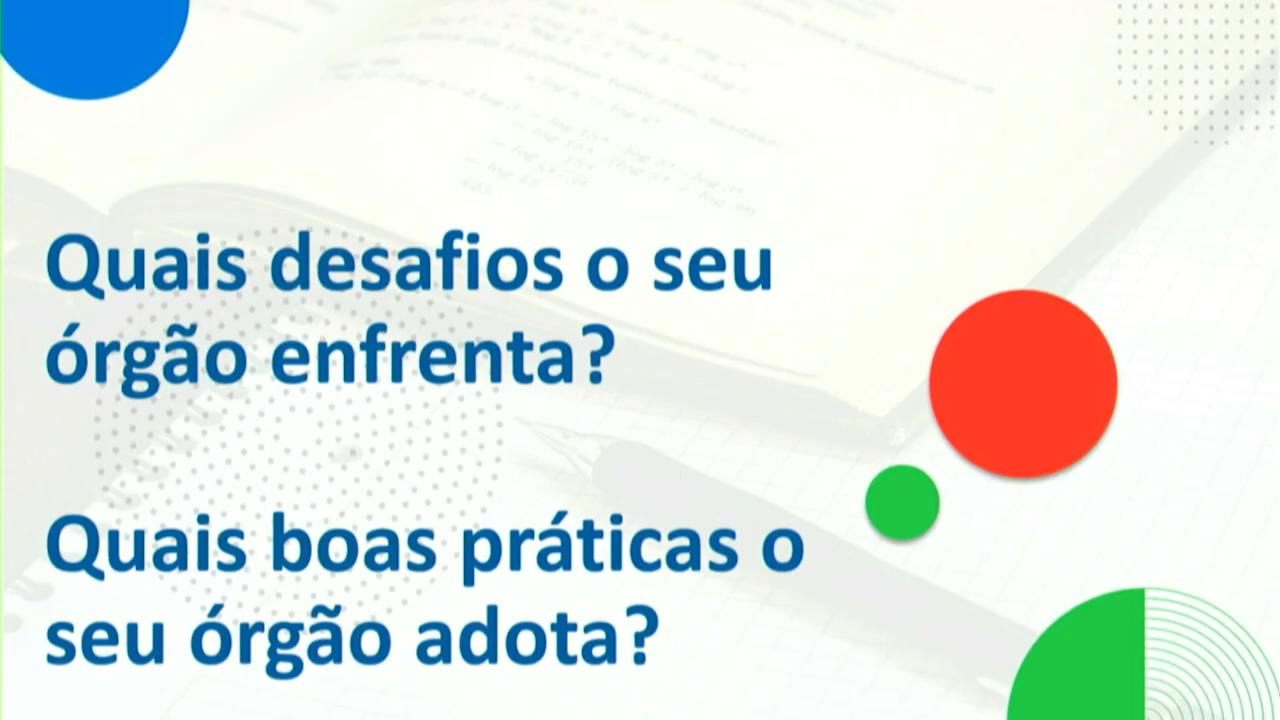 Quais desafios o seu
órgão enfrenta?
Quais boas práticas o
seu órgão adota?